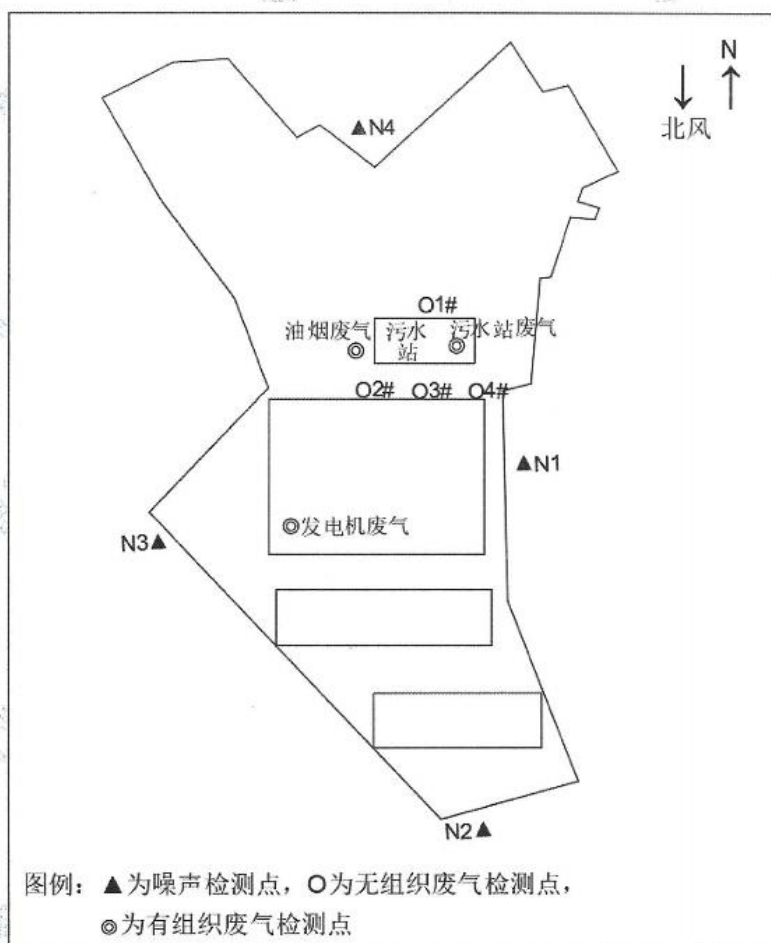 N
北风
▲N4
O1#
油烟废气
污水站
污水站废气
O2# O3# O4#
▲N1
◎发电机废气
N3▲
N2▲
图例：▲为噪声检测点，O为无组织废气检测点，
◎为有组织废气检测点